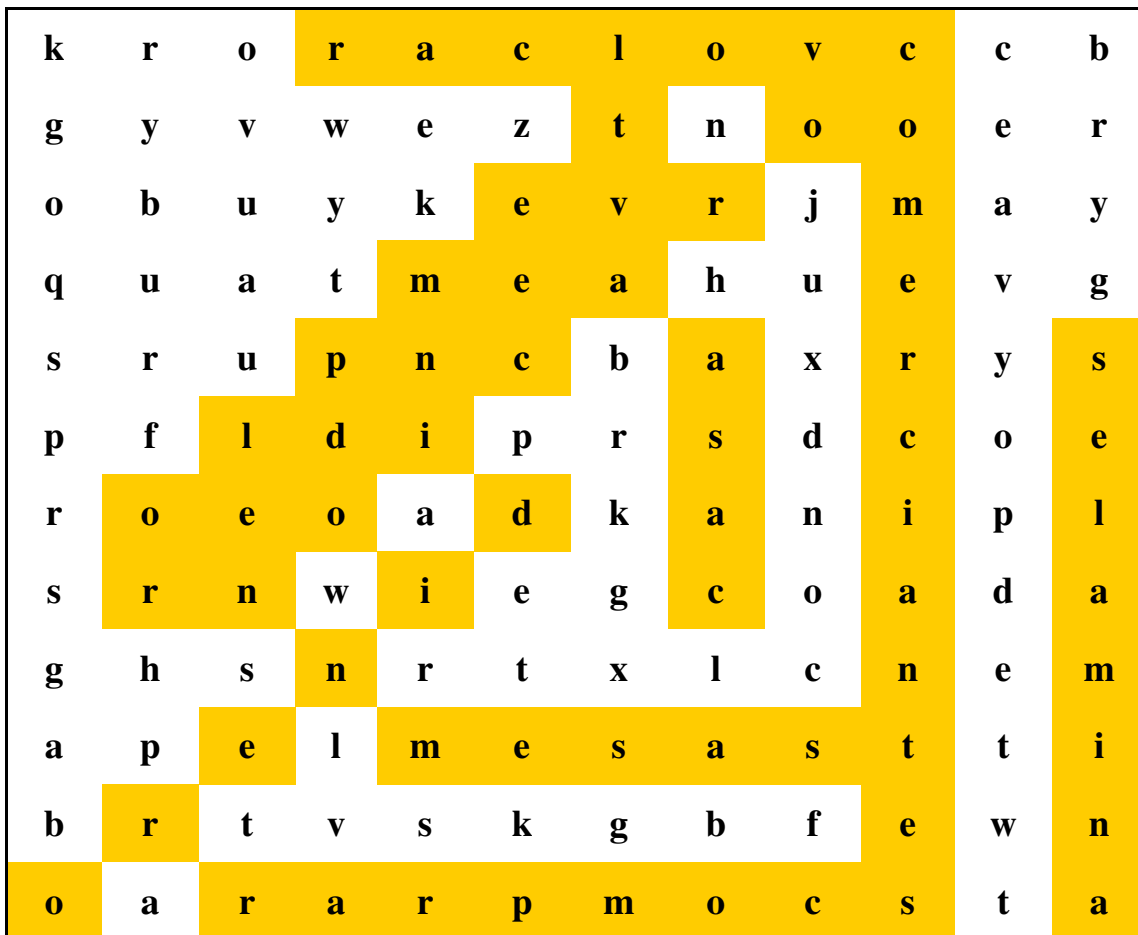 k r o r a c l o v c c b
g y v w e z t n o o e r
o b u y k e v r j m a y
q u a t m e a h u e v g
s r u p n c b a x r y s
p f l d i p r s d c o e
r o e o a d k a n i p l
s r n w i e g c o a d a
g h s n r t x l c n e m
a p e l m e s a s t t i
b r t v s k g b f e w n
o a r a r p m o c s t a